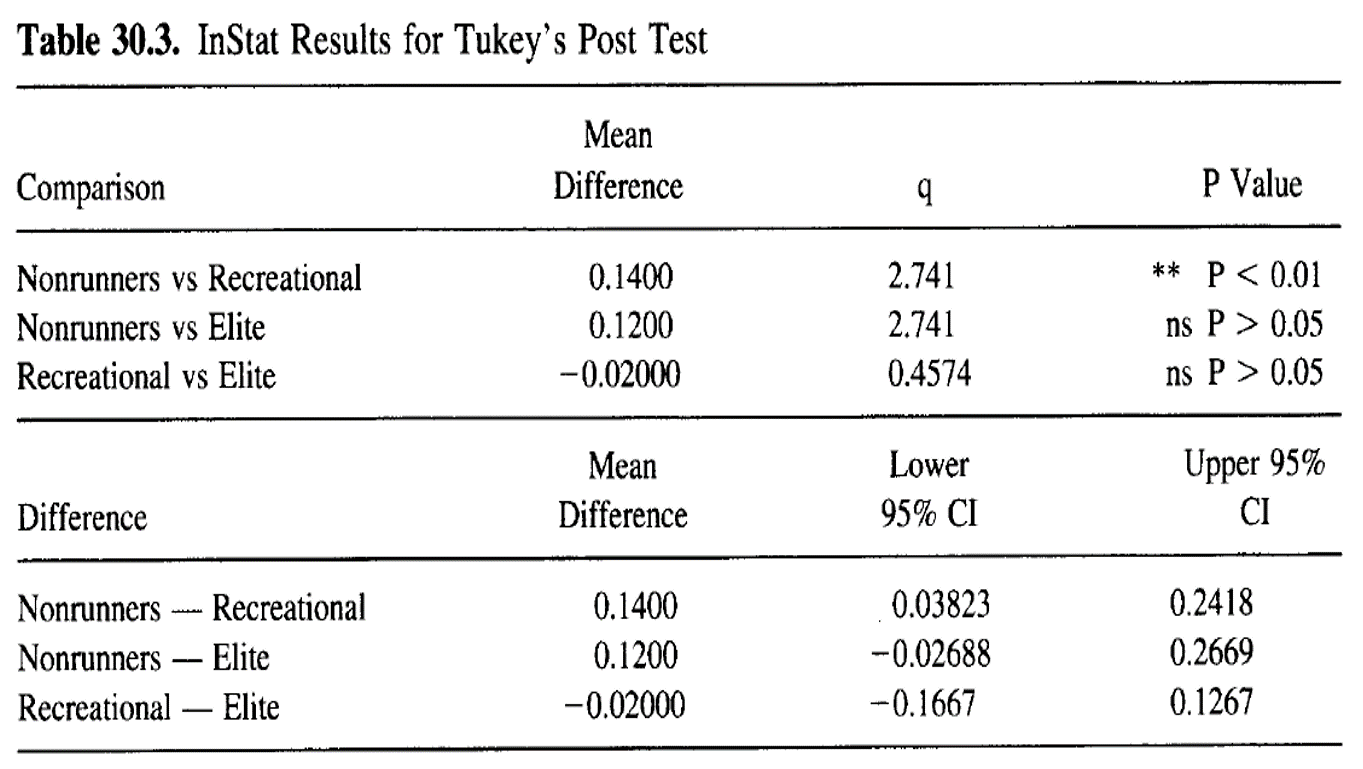 Table 30.3. InStat Results for Tukey's Post Test
Mean
Comparison Difference q P Value
Nonrunners vs Recreational 0.1400 2.741 ** P < 0.01
Nonrunners vs Elite 0.1200 2.741 ns P > 0.05
Recreational vs Elite −0.02000 0.4574 ns P > 0.05
Mean Lower Upper 95%
Difference Difference 95% CI CI
Nonrunners — Recreational 0.1400 0.03823 0.2418
Nonrunners — Elite 0.1200 −0.02688 0.2669
Recreational — Elite −0.02000 −0.1667 0.1267